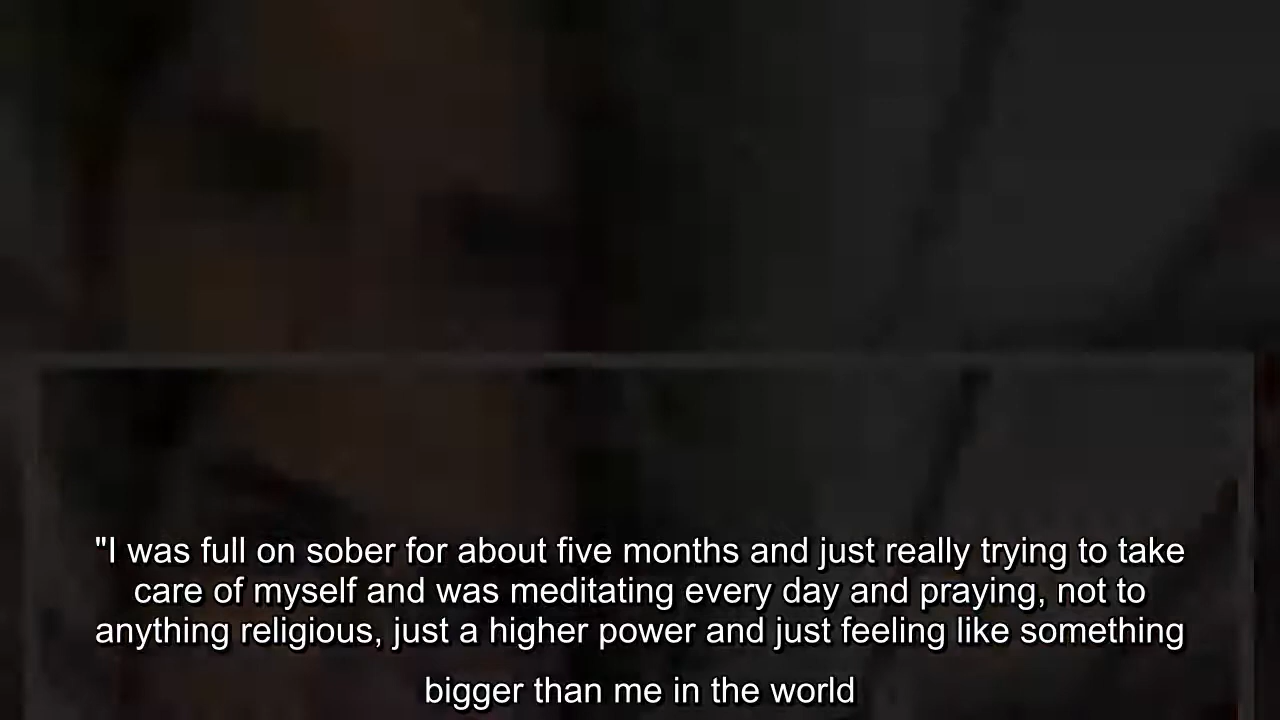 "I was full on sober for about five months and just really trying to take
care of myself and was meditating every day and praying, not to
anything religious, just a higher power and just feeling like something
bigger than me in the world